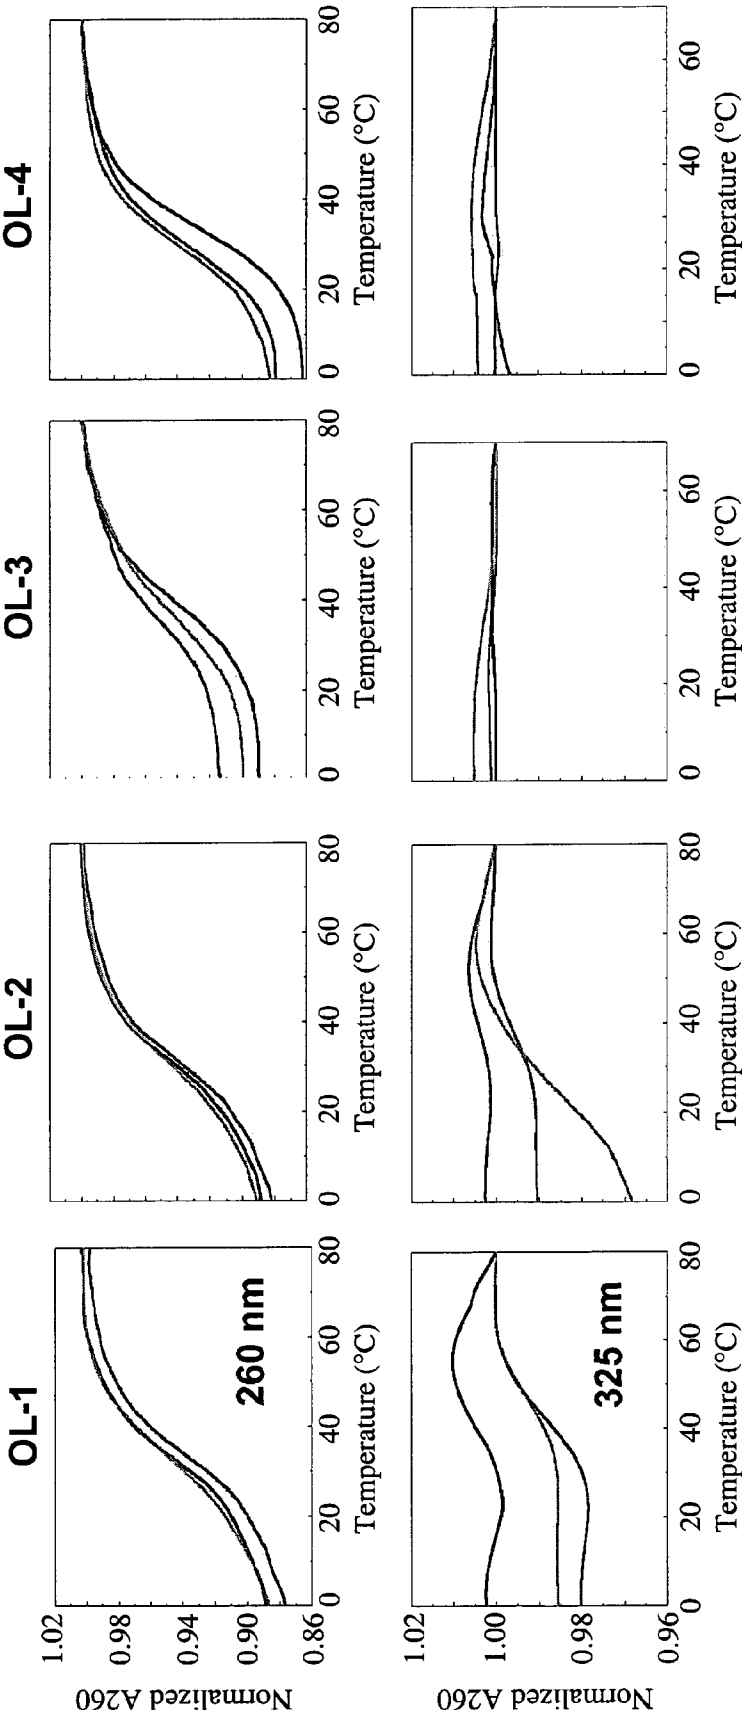 OL-1 OL-2 OL-3 OL-4
Normalized A260
1.02
0.98
0.94
0.90
0.86
260 nm
0 20 40 60 80
Temperature (°C)
0 20 40 60 80
Temperature (°C)
0 20 40 60 80
Temperature (°C)
0 20 40 60 80
Temperature (°C)
Normalized A260
1.02
1.00
0.98
0.96
325 nm
0 20 40 60 80
Temperature (°C)
0 20 40 60 80
Temperature (°C)
0 20 40 60
Temperature (°C)
0 20 40 60
Temperature (°C)